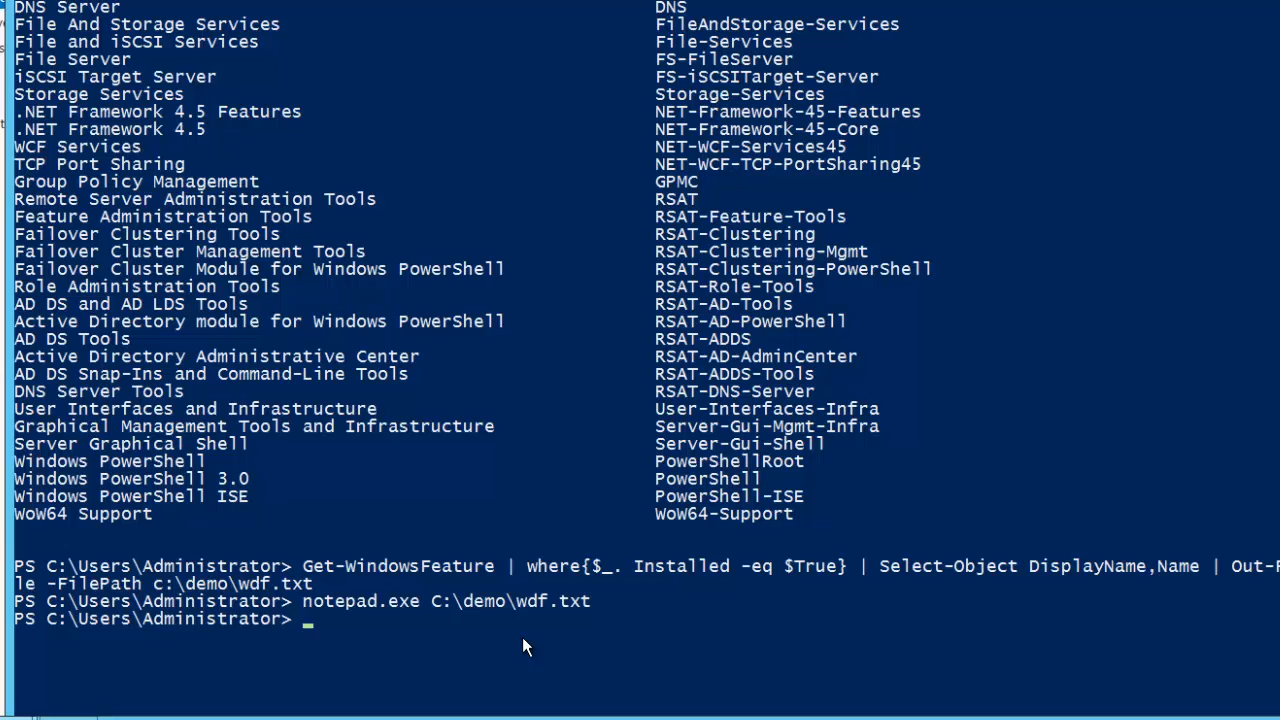 DNS Server DNS
File And Storage Services FileAndStorage-Services
File and iSCSI Services File-Services
File Server FS-FileServer
iSCSI Target Server FS-iSCSITarget-Server
Storage Services Storage-Services
.NET Framework 4.5 Features NET-Framework-45-Features
.NET Framework 4.5 NET-Framework-45-Core
WCF Services NET-WCF-Services45
TCP Port Sharing NET-WCF-TCP-PortSharing45
Group Policy Management GPMC
Remote Server Administration Tools RSAT
Feature Administration Tools RSAT-Feature-Tools
Failover Clustering Tools RSAT-Clustering
Failover Cluster Management Tools RSAT-Clustering-Mgmt
Failover Cluster Module for Windows PowerShell RSAT-Clustering-PowerShell
Role Administration Tools RSAT-Role-Tools
AD DS and AD LDS Tools RSAT-AD-Tools
Active Directory module for Windows PowerShell RSAT-AD-PowerShell
AD DS Tools RSAT-ADDS
Active Directory Administrative Center RSAT-AD-AdminCenter
AD DS Snap-Ins and Command-Line Tools RSAT-ADDS-Tools
DNS Server Tools RSAT-DNS-Server
User Interfaces and Infrastructure User-Interfaces-Infra
Graphical Management Tools and Infrastructure Server-Gui-Mgmt-Infra
Server Graphical Shell Server-Gui-Shell
Windows PowerShell PowerShellRoot
Windows PowerShell 3.0 PowerShell
Windows PowerShell ISE PowerShell-ISE
WoW64 Support WoW64-Support
PS C:\Users\Administrator> Get-WindowsFeature | where{$_. Installed -eq $True} | Select-Object DisplayName,Name | Out-F
le -FilePath c:\demo\wdf.txt
PS C:\Users\Administrator> notepad.exe C:\demo\wdf.txt
PS C:\Users\Administrator>